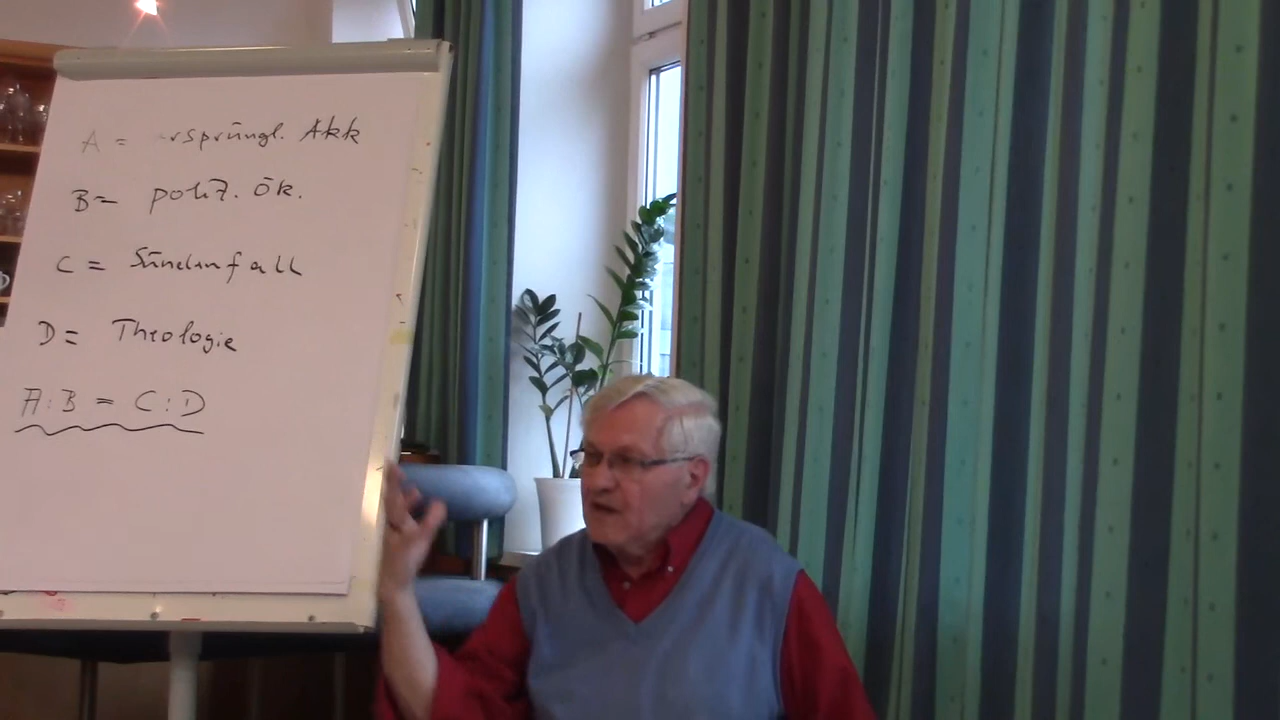 A = ursprüngl. Akk
B = polit. Ök.
C = Sündenfall
D = Theologie
A : B = C : D